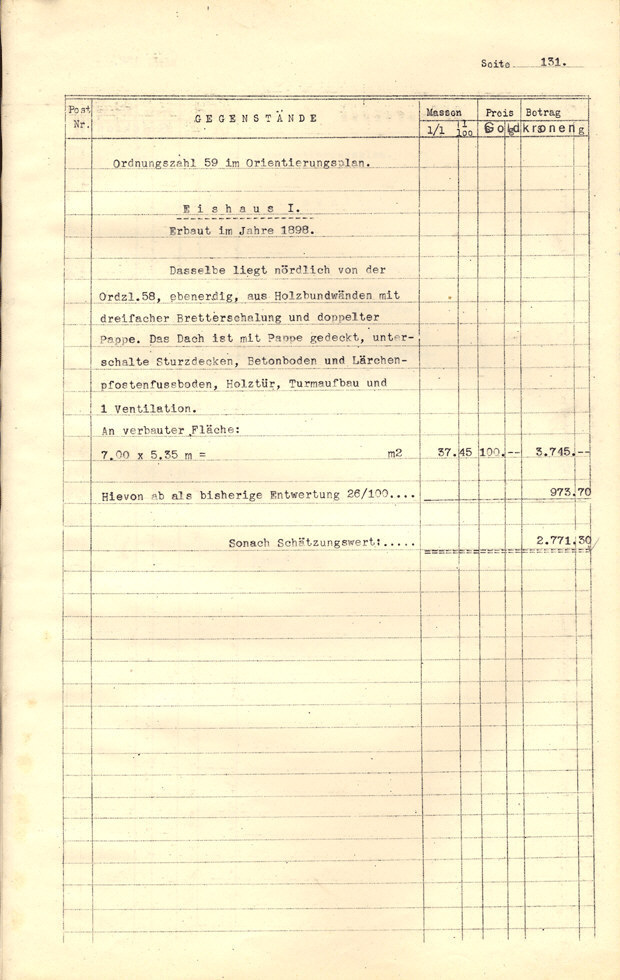 Seite 131.
Post Nr. GEGENSTÄNDE Massen Preis Betrag
1/1 1/100 Goldkronen
Ordnungszahl 59 im Orientierungsplan.
Eishaus I.
Erbaut im Jahre 1898.
Dasselbe liegt nördlich von der
Ordzl.58, ebenerdig, aus Holzbundwänden mit
dreifacher Bretterschalung und doppelter
Pappe. Das Dach ist mit Pappe gedeckt, unter-
schalte Sturzdecken, Betonboden und Lärchen-
pfostenfussboden, Holztür, Turmaufbau und
1 Ventilation.
An verbauter Fläche:
7.00 x 5.35 m = m2 37.45 100.-- 3.745.--
Hievon ab als bisherige Entwertung 26/100.... 973.70
Sonach Schätzungswert:..... 2.771.30